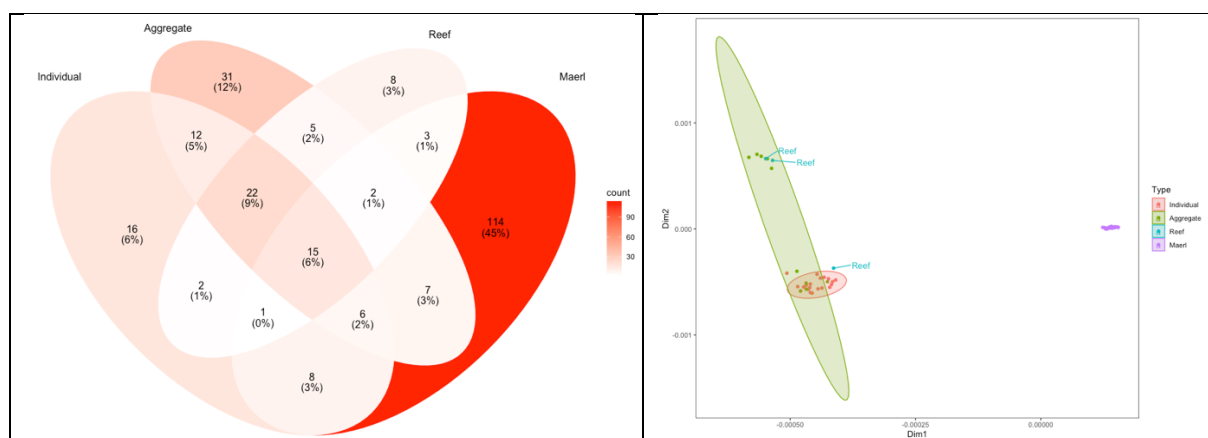 Aggregate
Reef
Individual
Maerl
31
(12%)
8
(3%)
12
(5%)
5
(2%)
3
(1%)
22
(9%)
2
(1%)
16
(6%)
114
(45%)
15
(6%)
2
(1%)
7
(3%)
1
(0%)
6
(2%)
8
(3%)
count
90
60
30
0.001
0.000
-0.001
Dim2
Reef
Reef
Reef
-0.00050
-0.00025
0.00000
Dim1
Type
Individual
Aggregate
Reef
Maerl